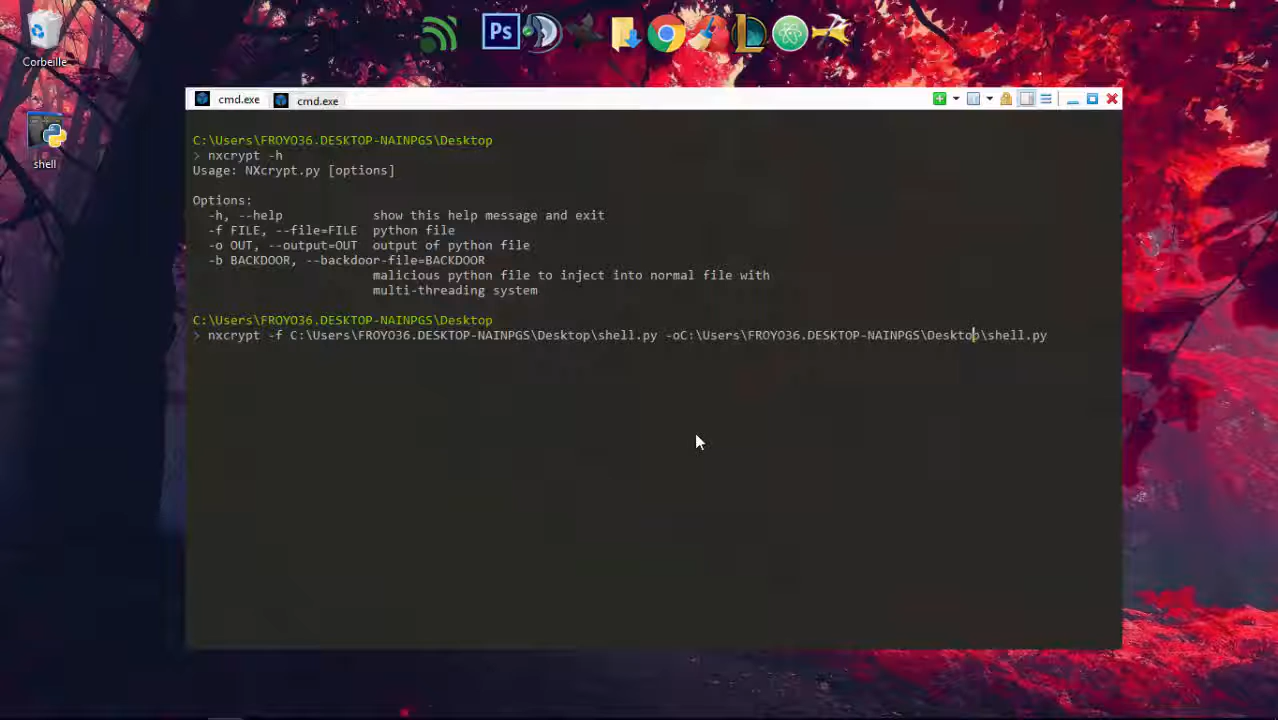 Corbeille
shell
Ps
cmd.exe
cmd.exe
C:\Users\FROYO36.DESKTOP-NAINPGS\Desktop
> nxcrypt -h
Usage: NXcrypt.py [options]
Options:
-h, --help show this help message and exit
-f FILE, --file=FILE python file
-o OUT, --output=OUT output of python file
-b BACKDOOR, --backdoor-file=BACKDOOR
malicious python file to inject into normal file with
multi-threading system
C:\Users\FROYO36.DESKTOP-NAINPGS\Desktop
> nxcrypt -f C:\Users\FROYO36.DESKTOP-NAINPGS\Desktop\shell.py -oC:\Users\FROYO36.DESKTOP-NAINPGS\Desktop\shell.py